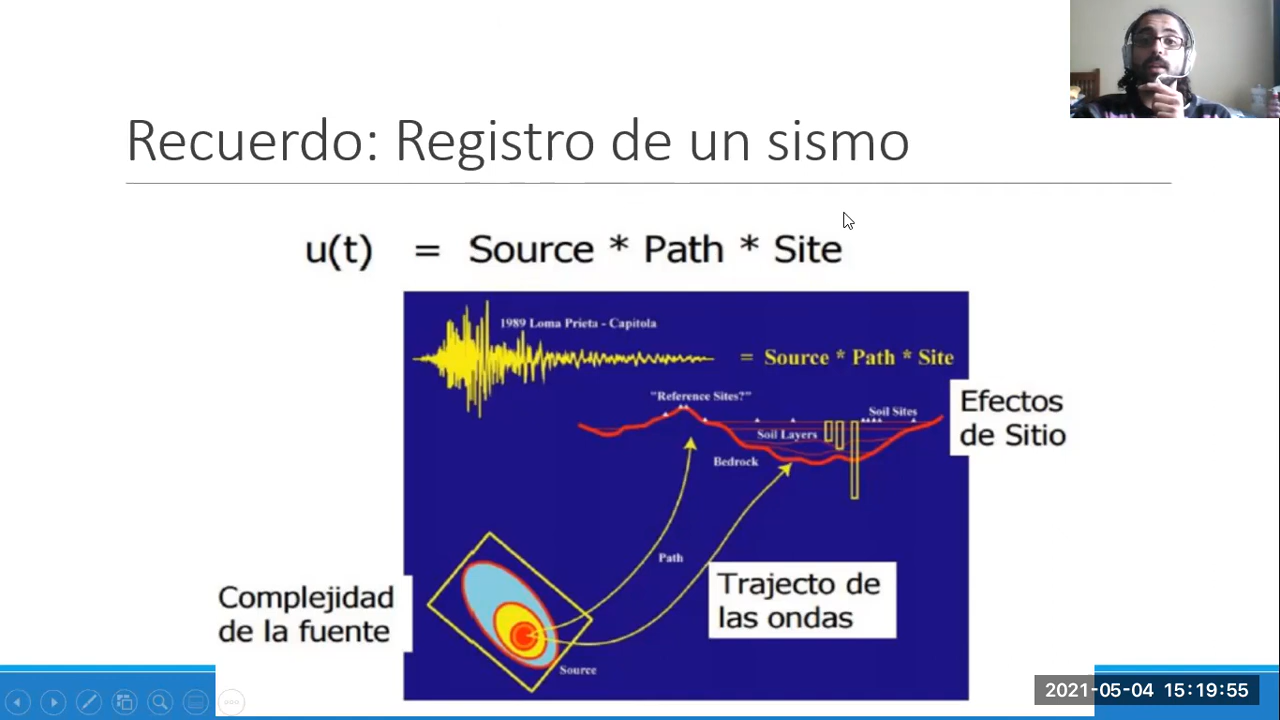 Recuerdo: Registro de un sismo
u(t) = Source * Path * Site
1989 Loma Prieta - Capitola
= Source * Path * Site
"Reference Sites?"
Soil Sites
Soil Layers
Bedrock
Efectos
de Sitio
Path
Trayecto de
las ondas
Complejidad
de la fuente
Source
2021-05-04 15:19:55